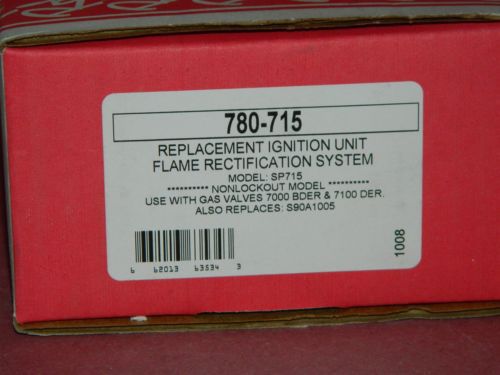 780-715
REPLACEMENT IGNITION UNIT
FLAME RECTIFICATION SYSTEM
MODEL: SP715
********** NONLOCKOUT MODEL **********
USE WITH GAS VALVES 7000 BDER & 7100 DER.
ALSO REPLACES: S90A1005
6 62013 63534 3
1008